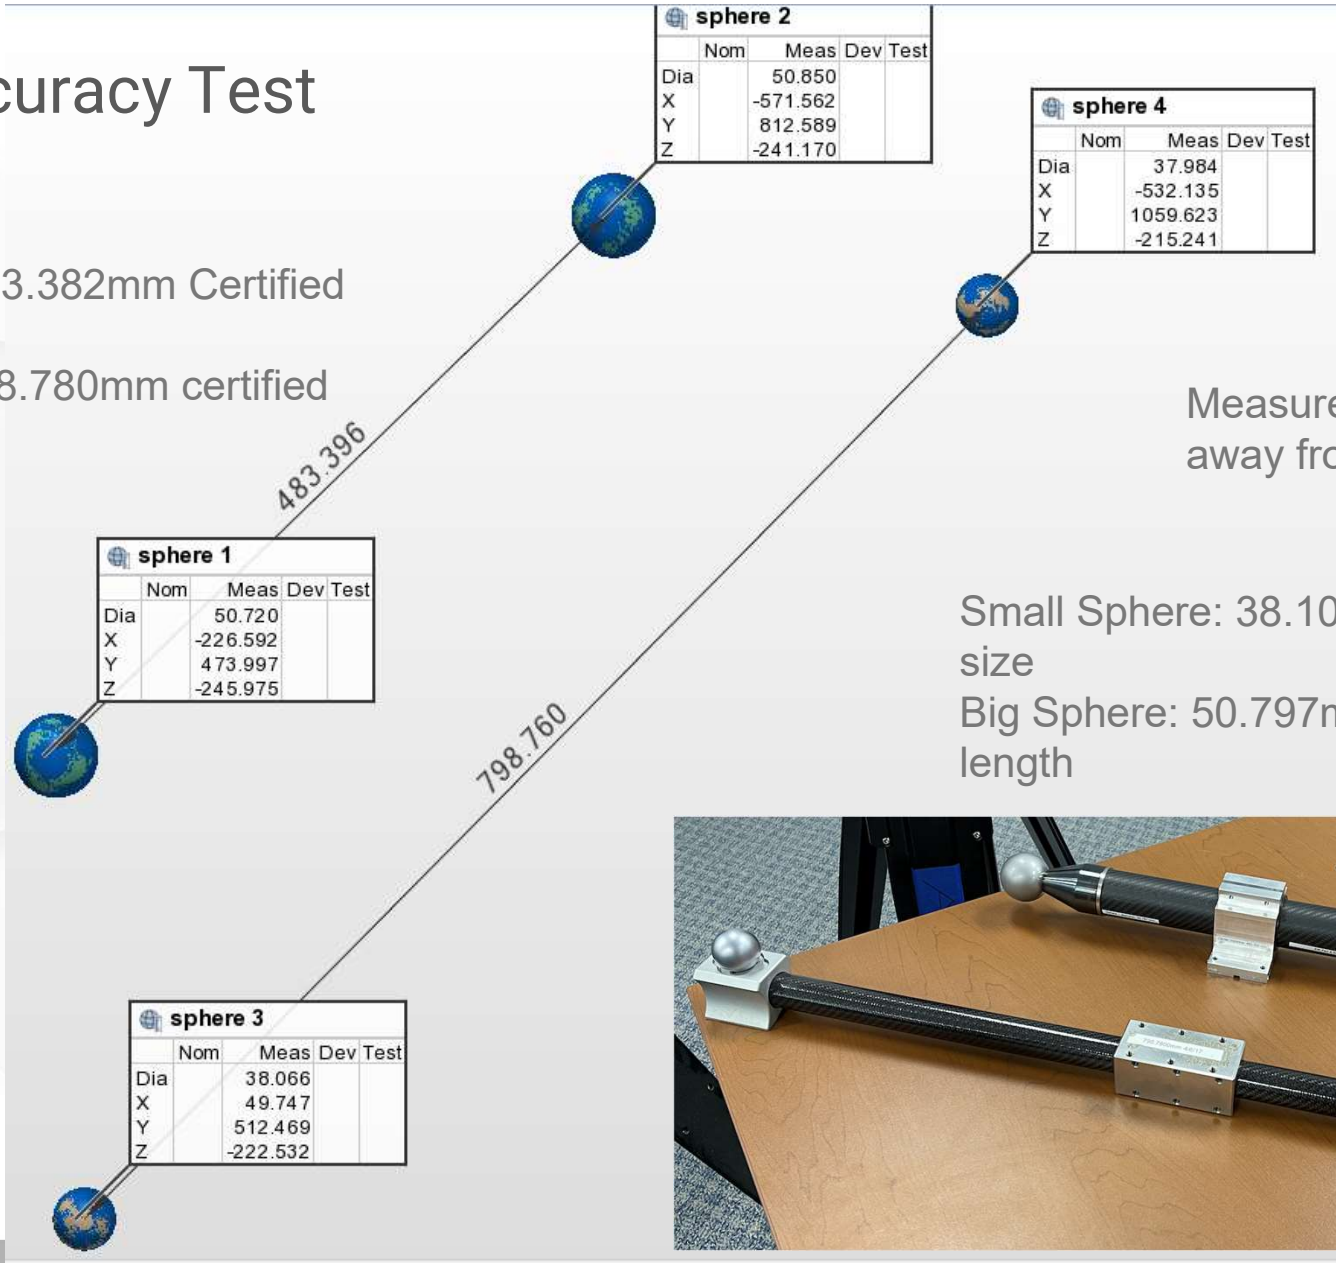 curacy Test
3.382mm Certified
8.780mm certified
sphere 2
Nom Meas Dev Test
Dia 50.850
X -571.562
Y 812.589
Z -241.170
sphere 4
Nom Meas Dev Test
Dia 37.984
X -532.135
Y 1059.623
Z -215.241
483.396
Measure
away fro
sphere 1
Nom Meas Dev Test
Dia 50.720
X -226.592
Y 473.997
Z -245.975
798.760
Small Sphere: 38.10
size
Big Sphere: 50.797m
length
sphere 3
Nom Meas Dev Test
Dia 38.066
X 49.747
Y 512.469
Z -222.532